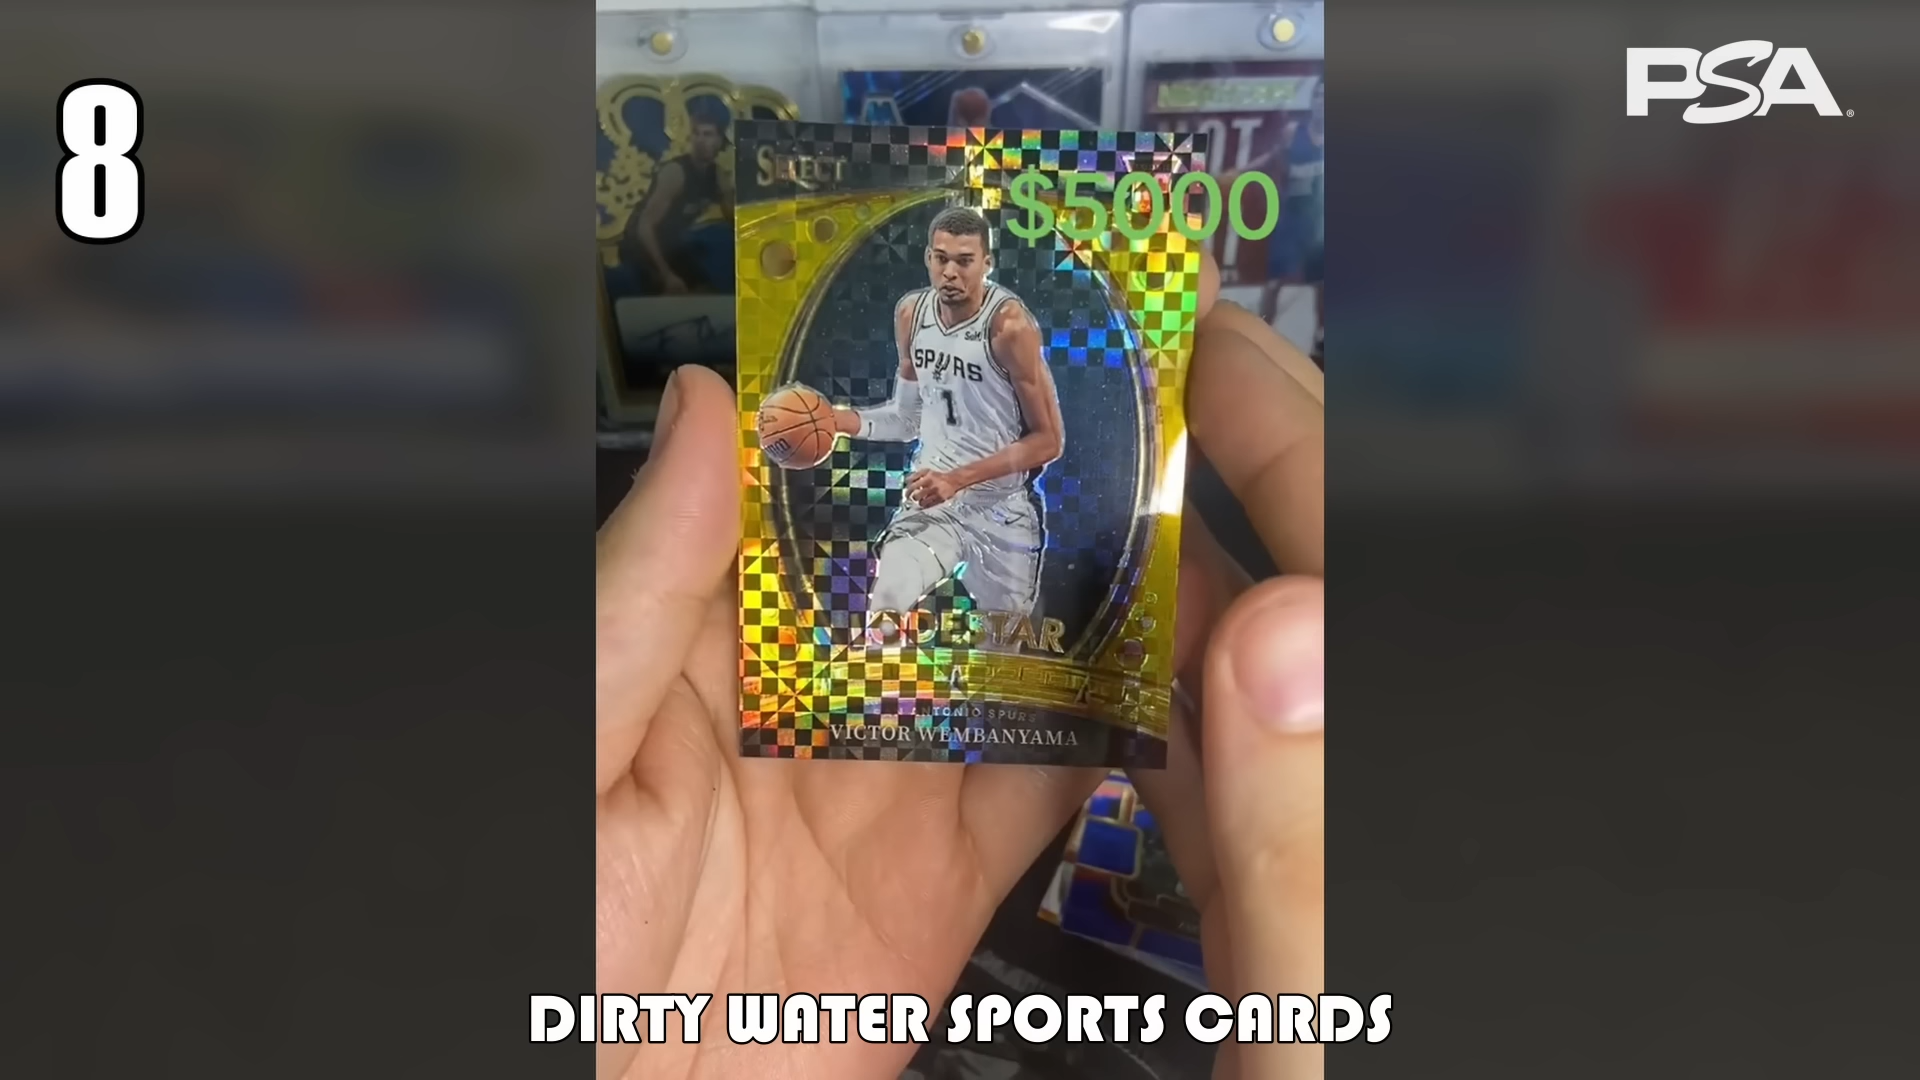 8
PSA
SELECT
$5000
SPURS
1
LODESTAR
ANTONIO SPURS
VICTOR WEMBANYAMA
DIRTY WATER SPORTS CARDS